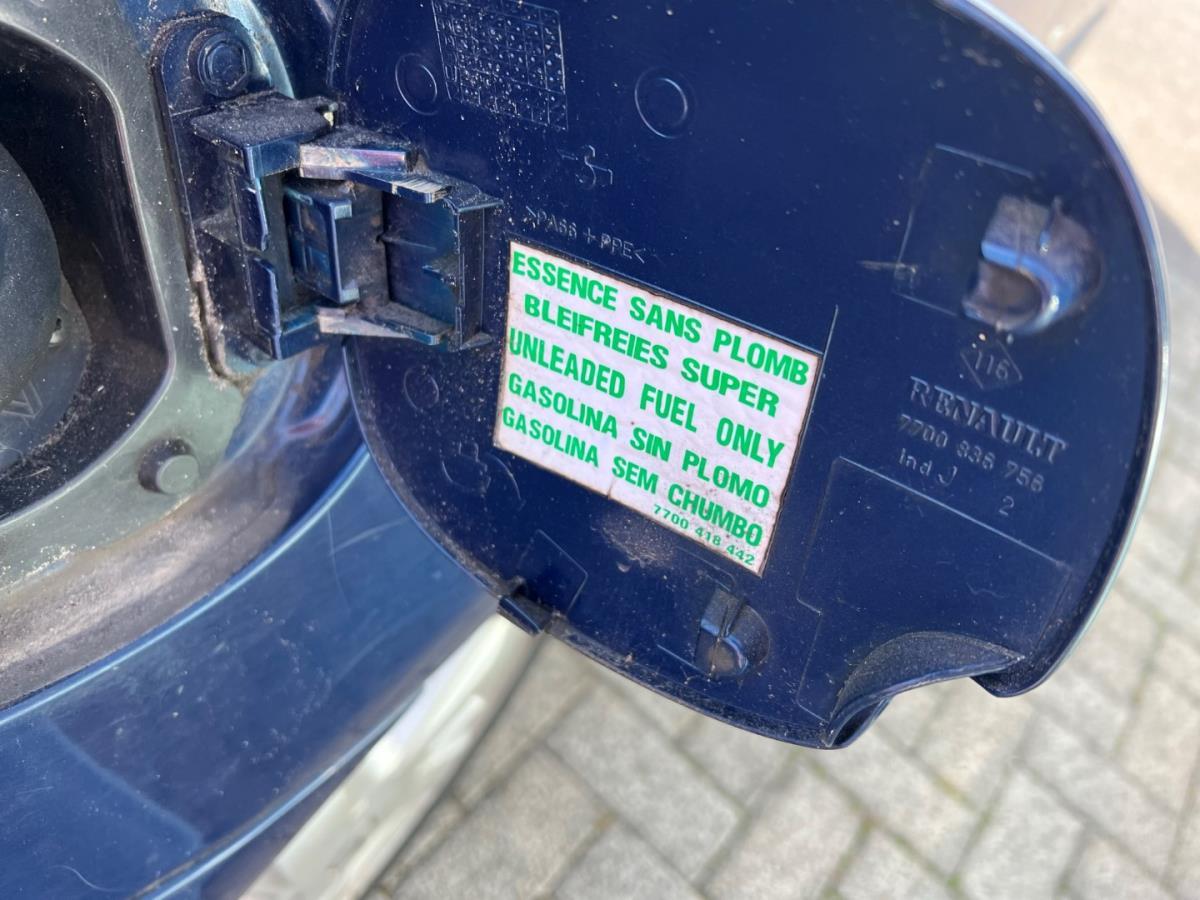 >PA66 + PPE<
ESSENCE SANS PLOMB
BLEIFREIES SUPER
UNLEADED FUEL ONLY
GASOLINA SIN PLOMO
GASOLINA SEM CHUMBO
7700 418 442
116
RENAULT
7700 836 756
Ind J 2